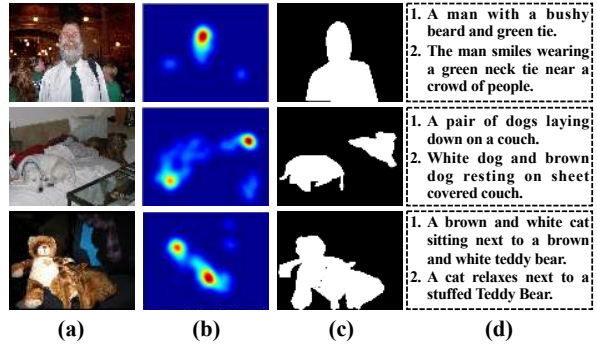 1. A man with a bushy
beard and green tie.
2. The man smiles wearing
a green neck tie near a
crowd of people.
1. A pair of dogs laying
down on a couch.
2. White dog and brown
dog resting on sheet
covered couch.
1. A brown and white cat
sitting next to a brown
and white teddy bear.
2. A cat relaxes next to a
stuffed Teddy Bear.
(a) (b) (c) (d)